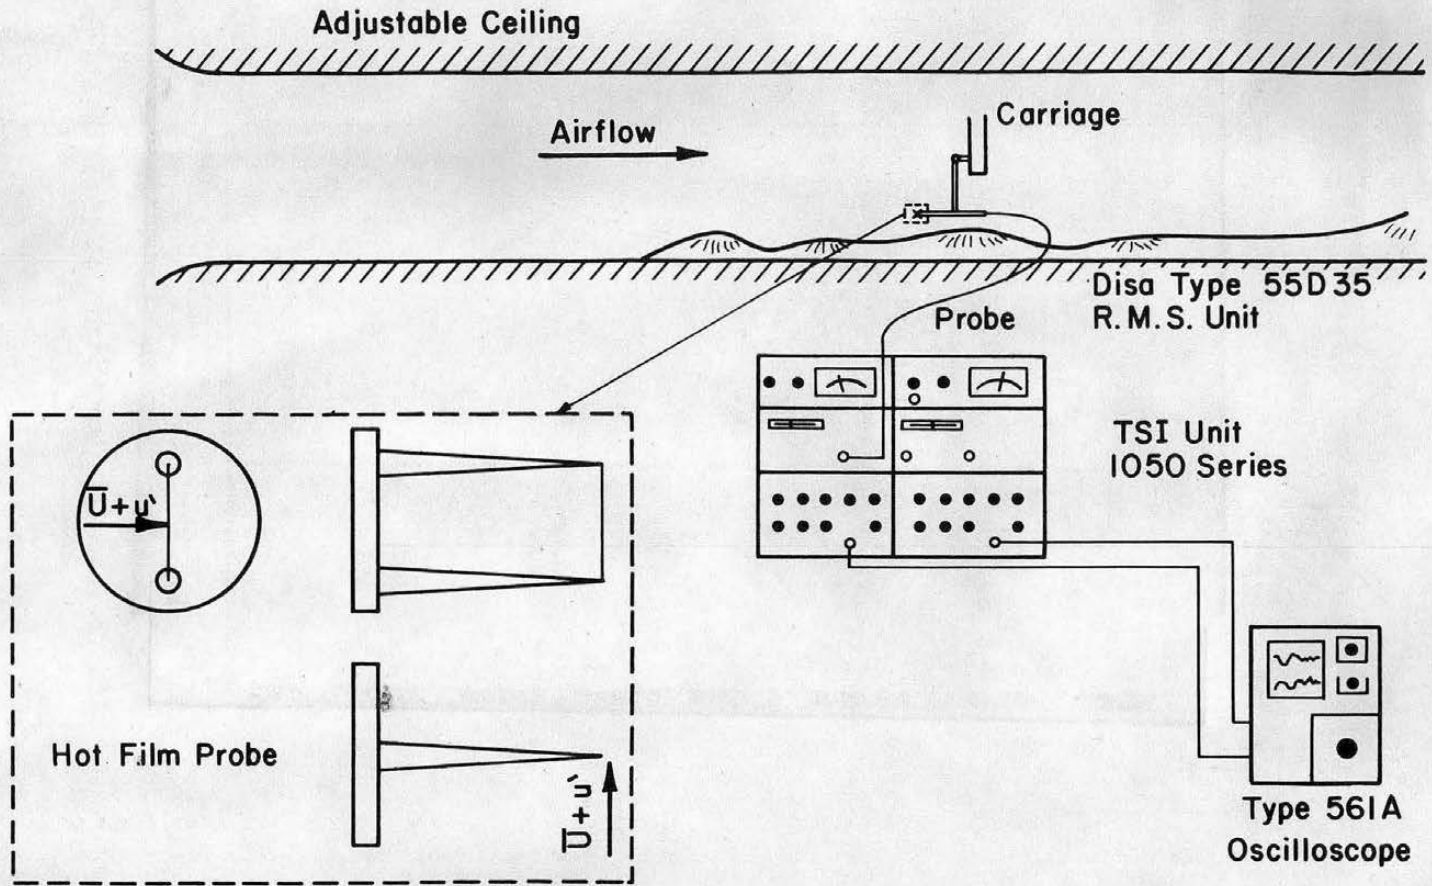 Adjustable Ceiling
Airflow
Carriage
Disa Type 55D35
R.M.S. Unit
Probe
TSI Unit
1050 Series
U̅+u'
Hot Film Probe
U̅+u'
Type 561A
Oscilloscope